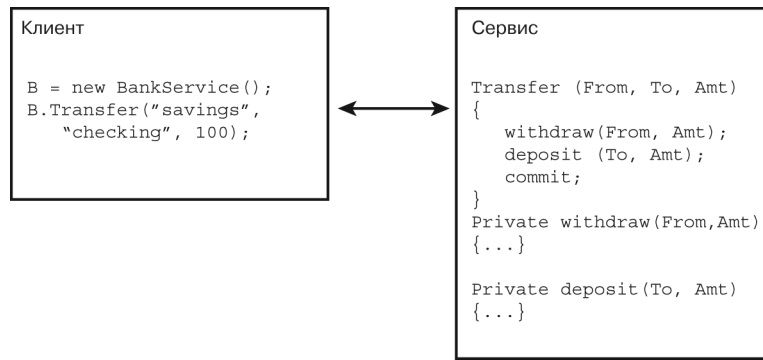 Клиент
B = new BankService();
B.Transfer("savings",
“checking", 100);
Сервис
Transfer (From, To, Amt)
{
withdraw(From, Amt);
deposit (To, Amt);
commit;
}
Private withdraw(From,Amt)
{...}
Private deposit(To, Amt)
{...}